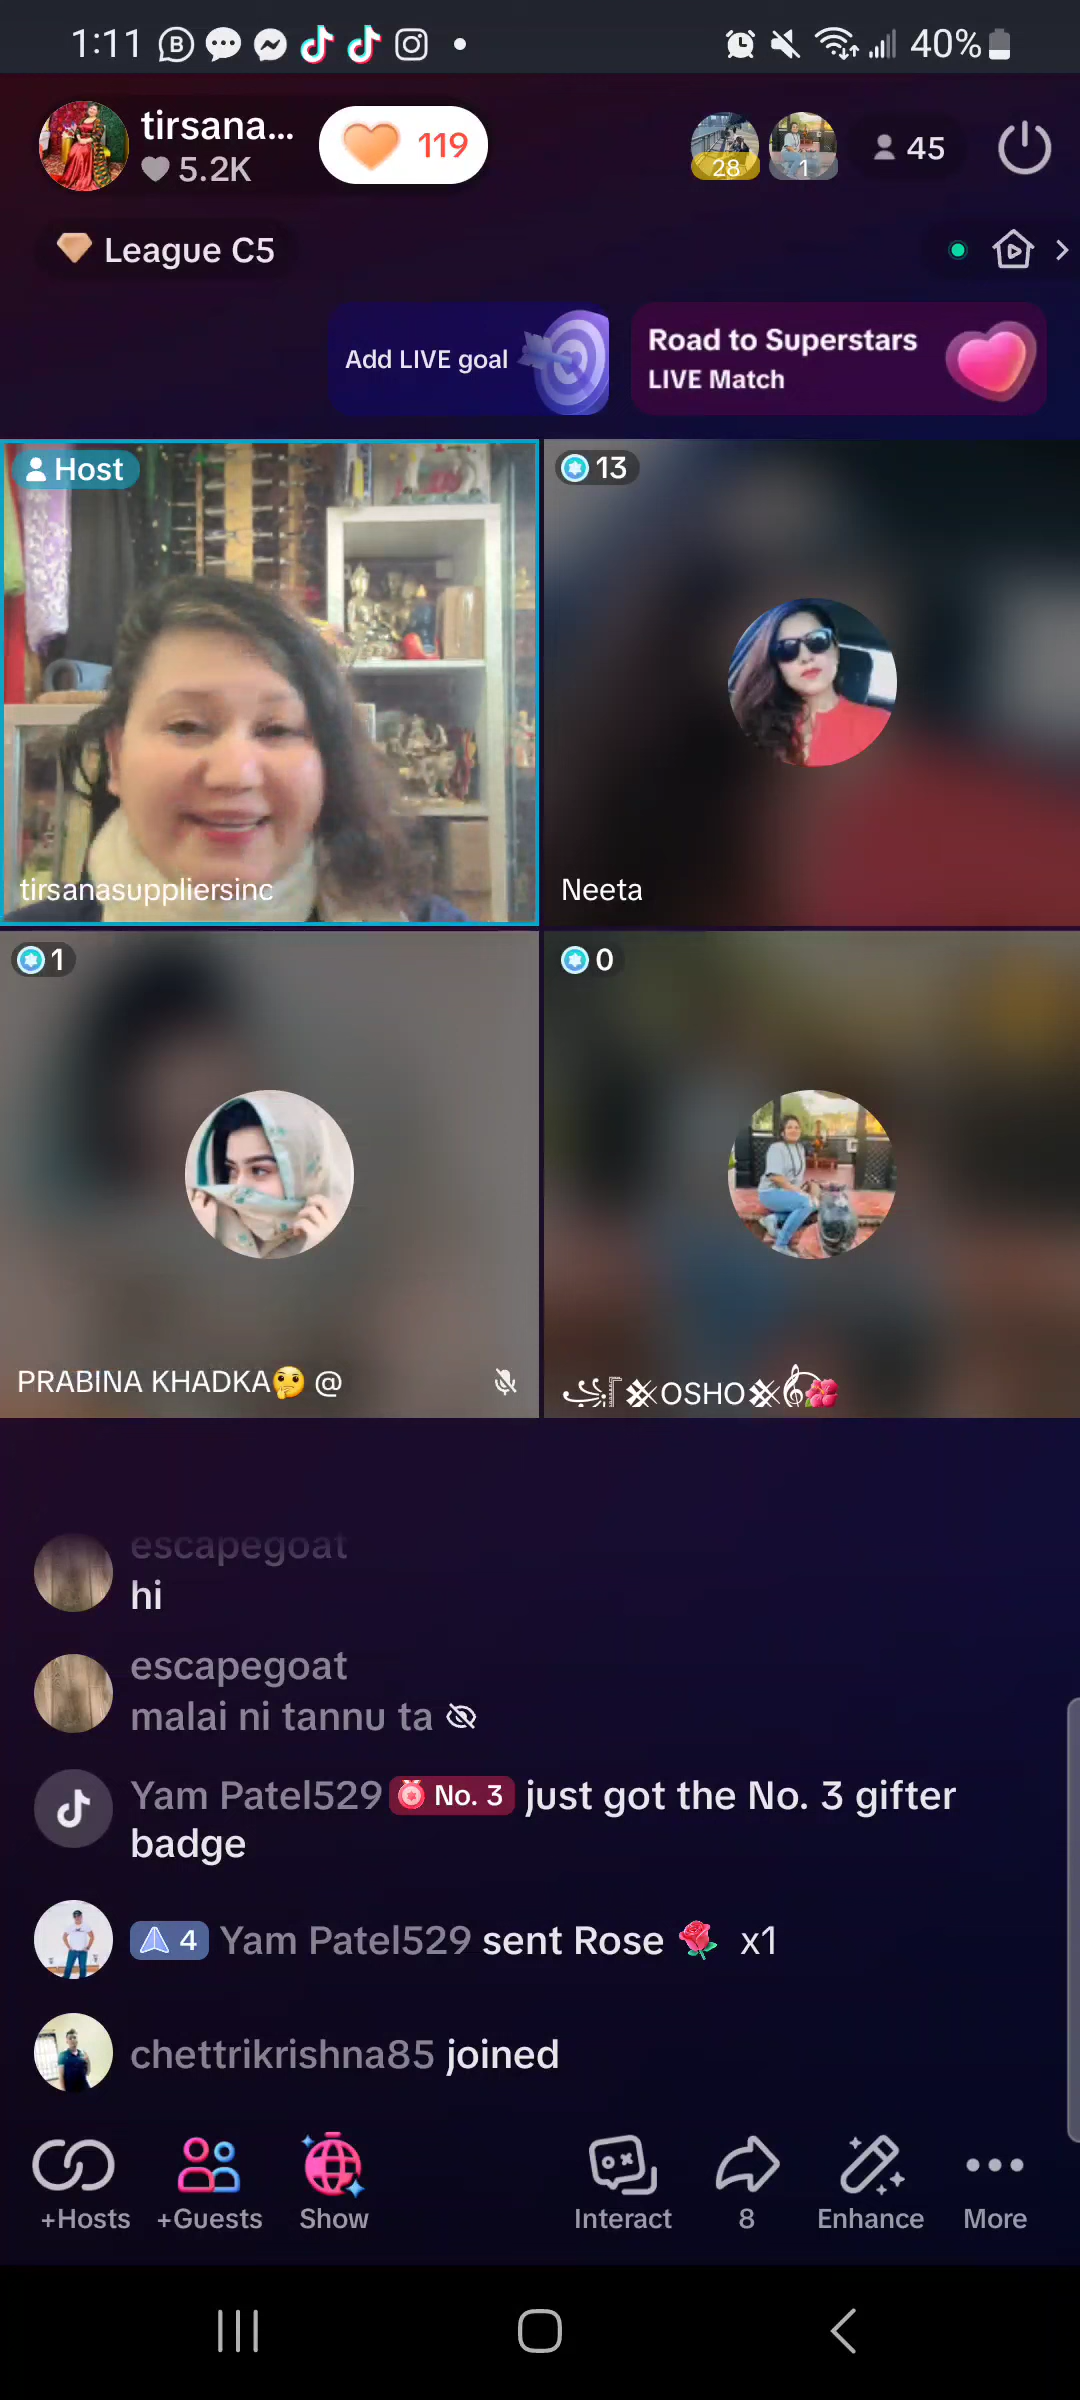 1:11
40%
tirsana...
5.2K
119
28
1
45
League C5
Add LIVE goal
Road to Superstars
LIVE Match
Host
13
tirsanasuppliersinc
Neeta
1
0
PRABINA KHADKA🤔 @
OSHO
escapegoat
hi
escapegoat
malai ni tannu ta
Yam Patel529 No. 3 just got the No. 3 gifter
badge
4 Yam Patel529 sent Rose 🌹 x1
chettrikrishna85 joined
+Hosts
+Guests
Show
Interact
8
Enhance
More